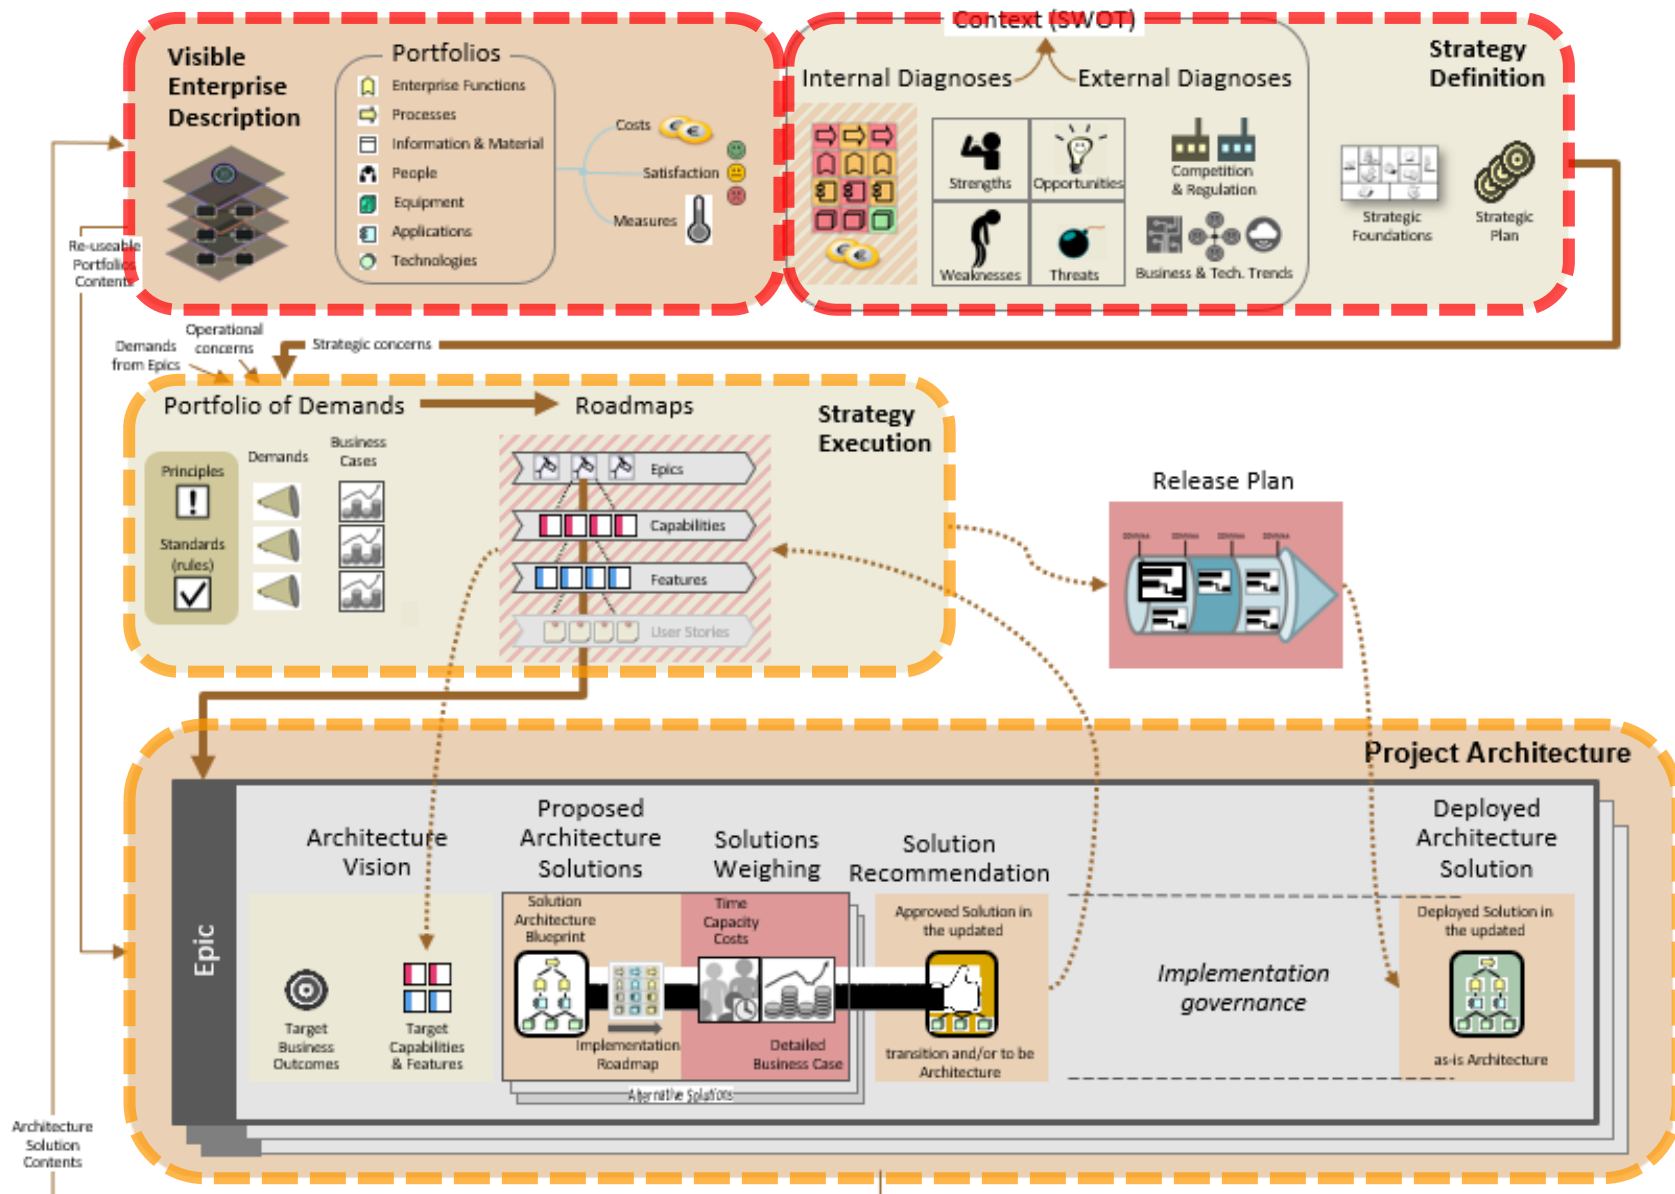 Visible
Enterprise
Description
Portfolios
Enterprise Functions
Processes
Information & Material
People
Equipment
Applications
Technologies
Costs
Satisfaction
Measures
Context (SWOT)
Internal Diagnoses
External Diagnoses
Strengths
Opportunities
Weaknesses
Threats
Competition
& Regulation
Business & Tech. Trends
Strategy
Definition
Strategic
Foundations
Strategic
Plan
Re-useable
Portfolios
Contents
Demands
from Epics
Operational
concerns
Strategic concerns
Portfolio of Demands
Roadmaps
Strategy
Execution
Principles
Standards
(rules)
Demands
Business
Cases
Epics
Capabilities
Features
User Stories
Release Plan
Project Architecture
Epic
Architecture
Vision
Target
Business
Outcomes
Target
Capabilities
& Features
Proposed
Architecture
Solutions
Solution
Architecture
Blueprint
Implementation
Roadmap
Solutions
Weighing
Time
Capacity
Costs
Detailed
Business Case
Alternative Solutions
Solution
Recommendation
Approved Solution in
the updated
transition and/or to be
Architecture
Implementation
governance
Deployed
Architecture
Solution
Deployed Solution in
the updated
as-is Architecture
Architecture
Solution
Contents